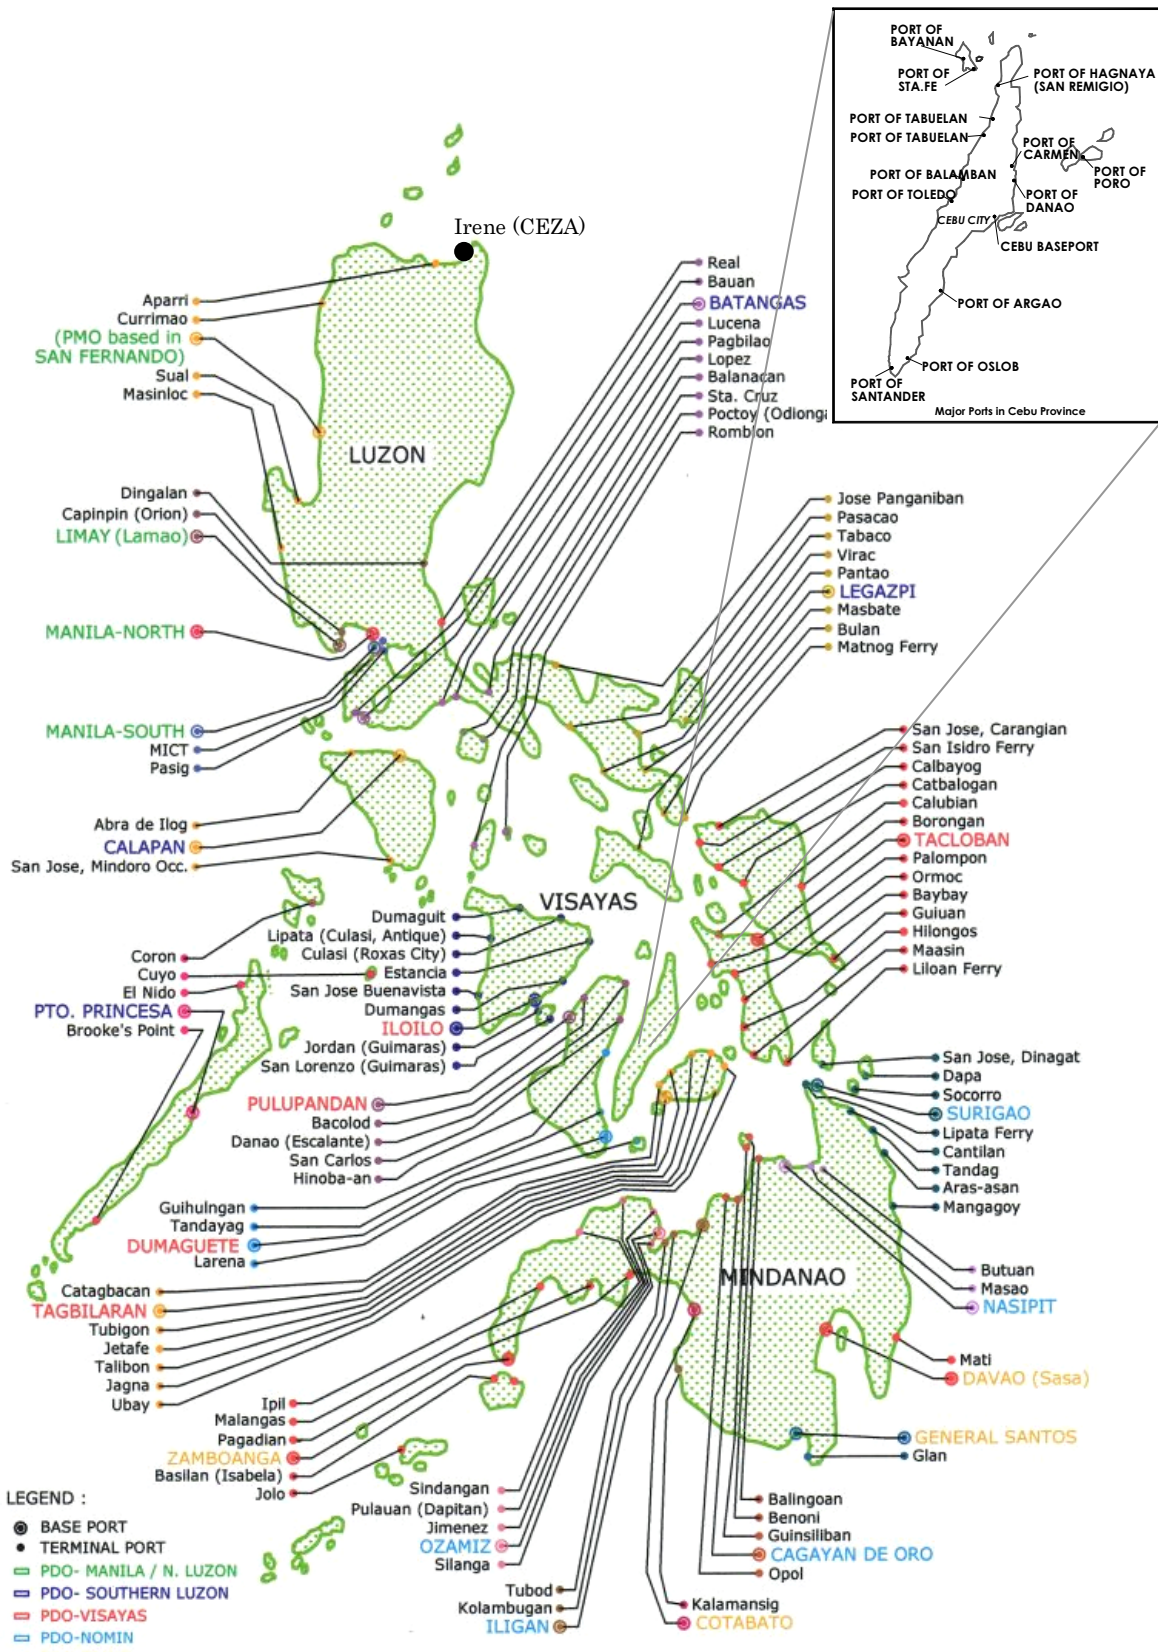 PORT OF
BAYANAN
PORT OF
STA.FE
PORT OF HAGNAYA
(SAN REMIGIO)
PORT OF TABUELAN
PORT OF TABUELAN
PORT OF
CARMEN
PORT OF BALAMBAN
PORT OF
PORO
PORT OF TOLEDO
PORT OF
DANAO
CEBU CITY
CEBU BASEPORT
PORT OF ARGAO
PORT OF OSLOB
PORT OF
SANTANDER
Major Ports in Cebu Province
Irene (CEZA)
Aparri
Currimao
(PMO based in
SAN FERNANDO)
Sual
Masinloc
Real
Bauan
BATANGAS
Lucena
Pagbilao
Lopez
Balanacan
Sta. Cruz
Poctoy (Odionga
Romblon
LUZON
Dingalan
Capinpin (Orion)
LIMAY (Lamao)
MANILA-NORTH
MANILA-SOUTH
MICT
Pasig
Jose Panganiban
Pasacao
Tabaco
Virac
Pantao
LEGAZPI
Masbate
Bulan
Matnog Ferry
Abra de Ilog
CALAPAN
San Jose, Mindoro Occ.
San Jose, Carangian
San Isidro Ferry
Calbayog
Catbalogan
Calubian
Borongan
TACLOBAN
Palompon
Ormoc
Baybay
Guiuan
Hilongos
Maasin
Liloan Ferry
VISAYAS
Dumaguit
Lipata (Culasi, Antique)
Culasi (Roxas City)
Estancia
San Jose Buenavista
Dumangas
ILOILO
Jordan (Guimaras)
San Lorenzo (Guimaras)
Coron
Cuyo
El Nido
PTO. PRINCESA
Brooke's Point
PULUPANDAN
Bacolod
Danao (Escalante)
San Carlos
Hinoba-an
San Jose, Dinagat
Dapa
Socorro
SURIGAO
Lipata Ferry
Cantilan
Tandag
Aras-asan
Mangagoy
Guihulngan
Tandayag
DUMAGUETE
Larena
Catagbacan
TAGBILARAN
Tubigon
Jetafe
Talibon
Jagna
Ubay
MINDANAO
Butuan
Masao
NASIPIT
Mati
DAVAO (Sasa)
GENERAL SANTOS
Glan
Ipil
Malangas
Pagadian
ZAMBOANGA
Basilan (Isabela)
Jolo
Sindangan
Pulauan (Dapitan)
Jimenez
OZAMIZ
Silanga
Tubod
Kolambugan
ILIGAN
Balingoan
Benoni
Guinsiliban
CAGAYAN DE ORO
Opol
Kalamansig
COTABATO
LEGEND :
BASE PORT
TERMINAL PORT
PDO- MANILA / N. LUZON
PDO- SOUTHERN LUZON
PDO-VISAYAS
PDO-NOMIN